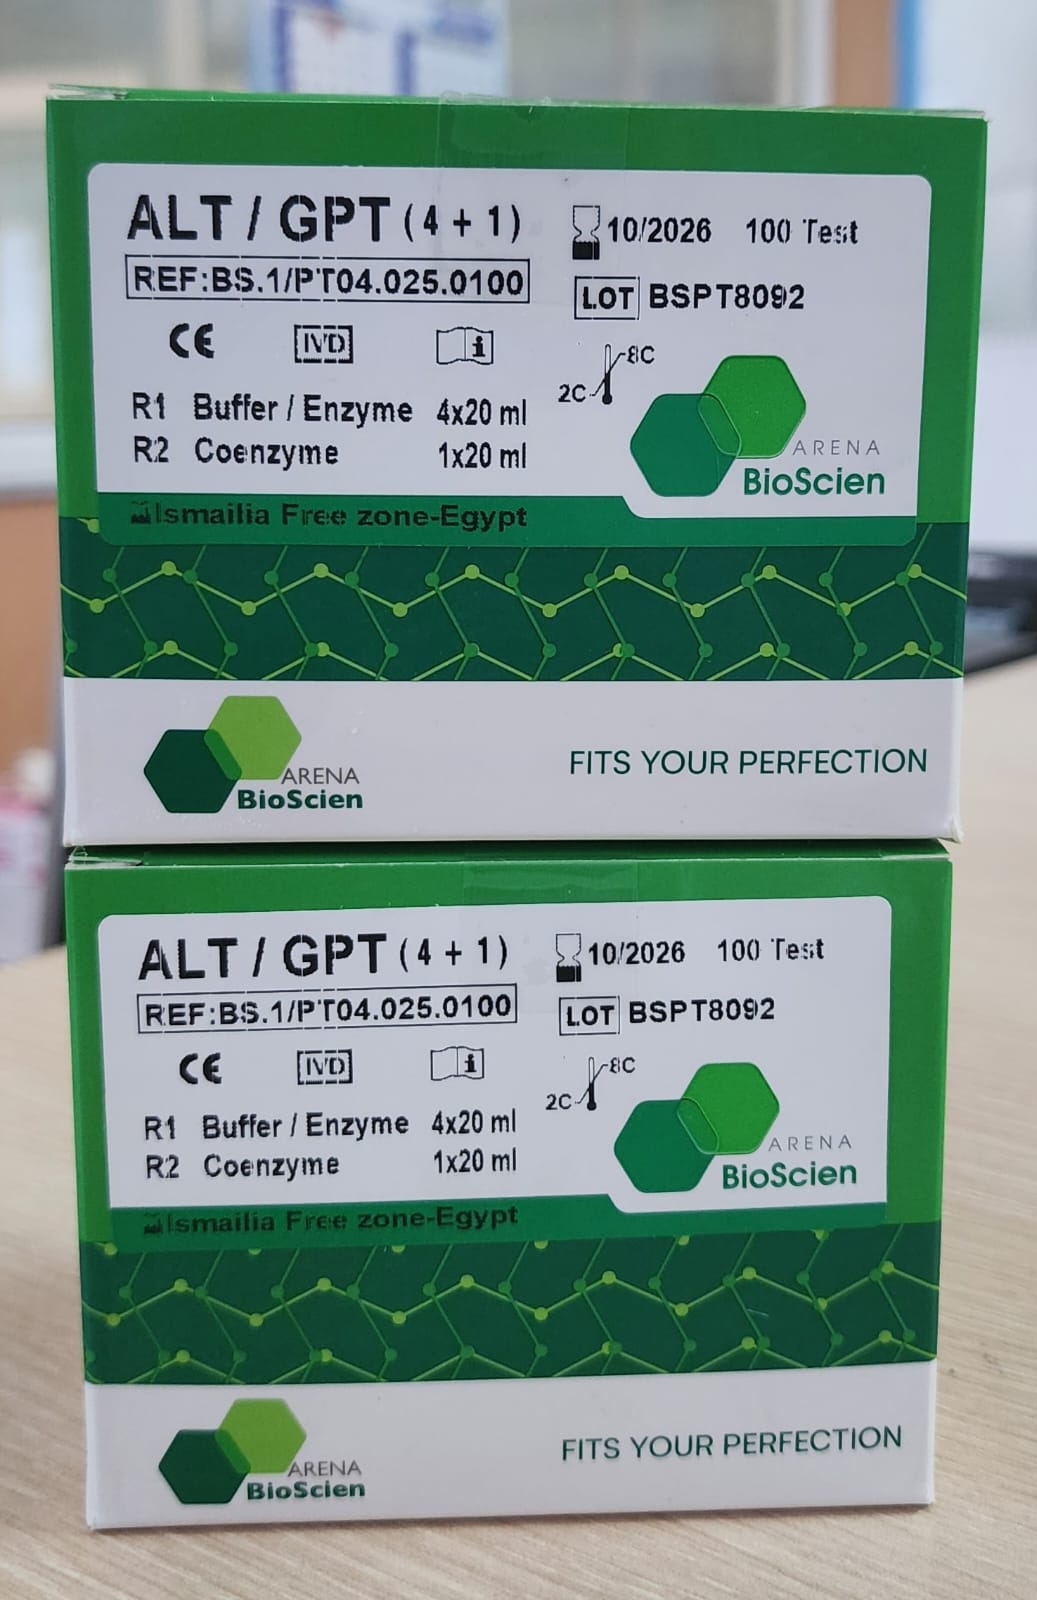 ALT / GPT (4 + 1)
10/2026 100 Test
REF:BS.1/PT04.025.0100
LOT BSPT8092
CE IVD i
8C
2C
R1 Buffer / Enzyme 4x20 ml
R2 Coenzyme 1x20 ml
ARENA
BioScien
Ismailia Free zone-Egypt
ARENA
BioScien
FITS YOUR PERFECTION
ALT / GPT (4 + 1)
10/2026 100 Test
REF:BS.1/PT04.025.0100
LOT BSPT8092
CE IVD i
8C
2C
R1 Buffer / Enzyme 4x20 ml
R2 Coenzyme 1x20 ml
ARENA
BioScien
Ismailia Free zone-Egypt
ARENA
BioScien
FITS YOUR PERFECTION